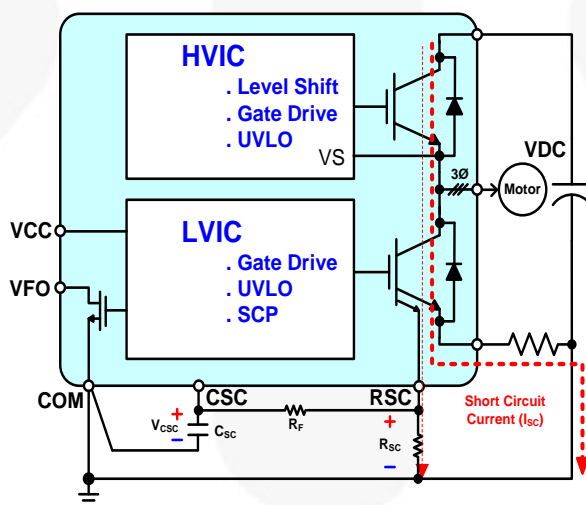 HVIC
. Level Shift
. Gate Drive
. UVLO
VS
VDC
3Ø
Motor
VCC
LVIC
. Gate Drive
. UVLO
. SCP
VFO
COM
CSC
RSC
Short Circuit
Current (ISC)
+
VCSC
−
CSC
RF
+
RSC
−